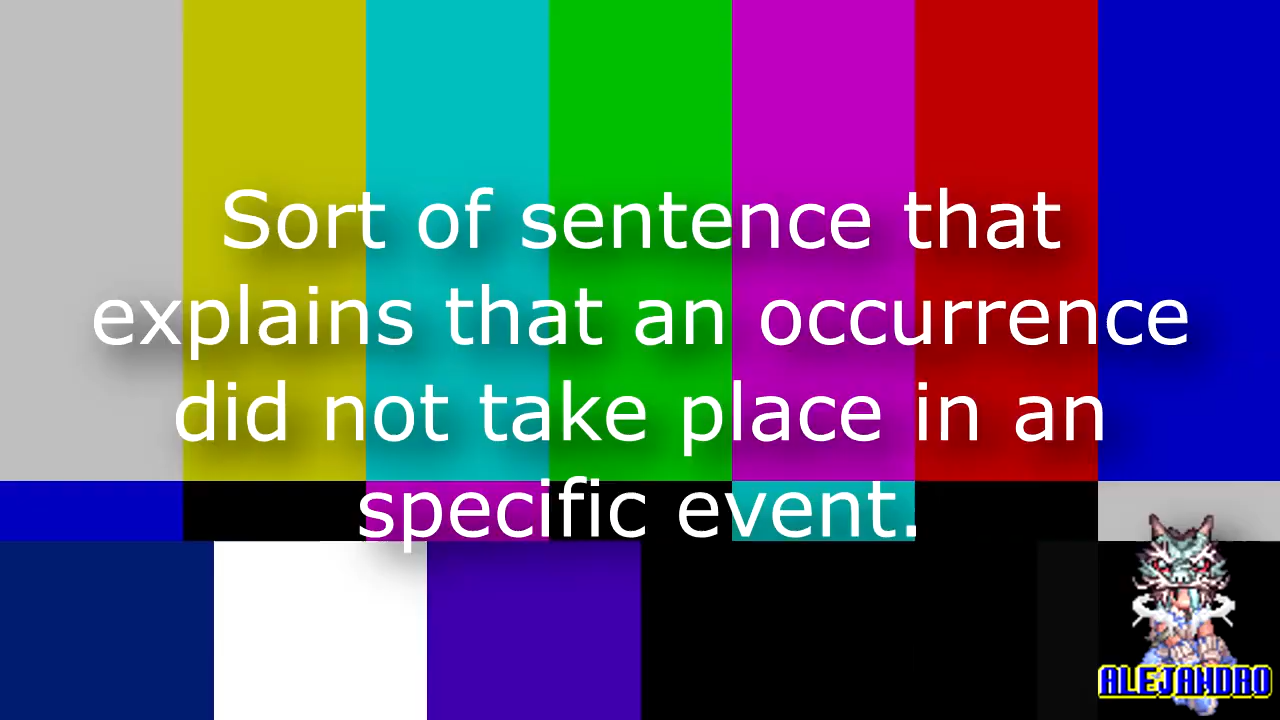 Sort of sentence that
explains that an occurrence
did not take place in an
specific event.
ALEJANDRO